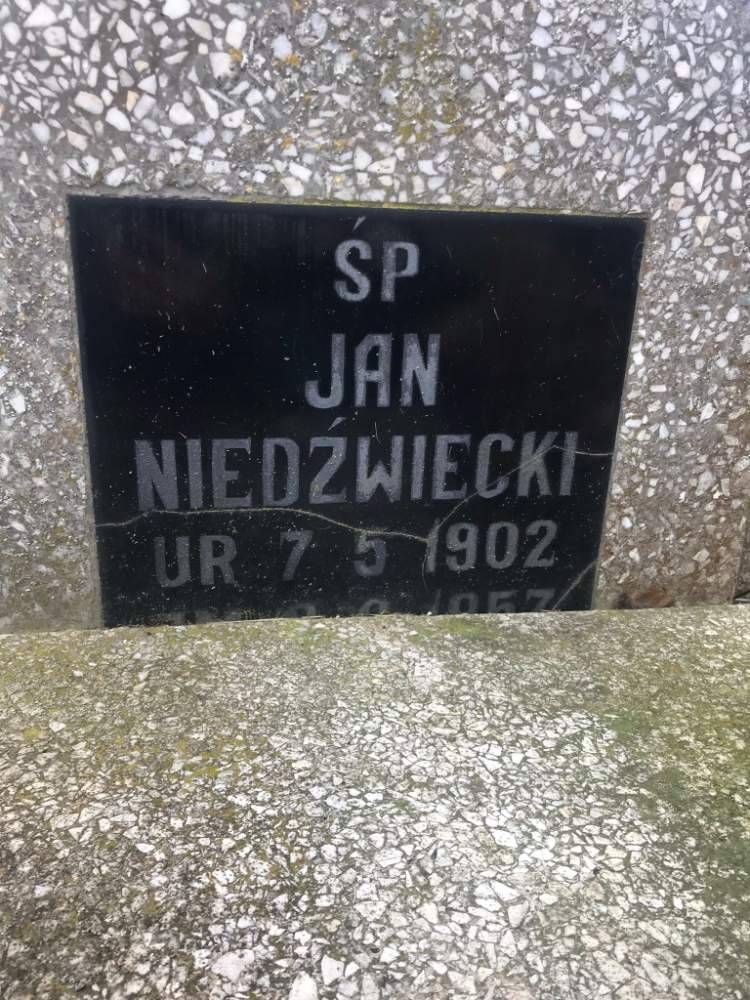 ŚP
JAN
NIEDŹWIECKI
UR 7 5 1902